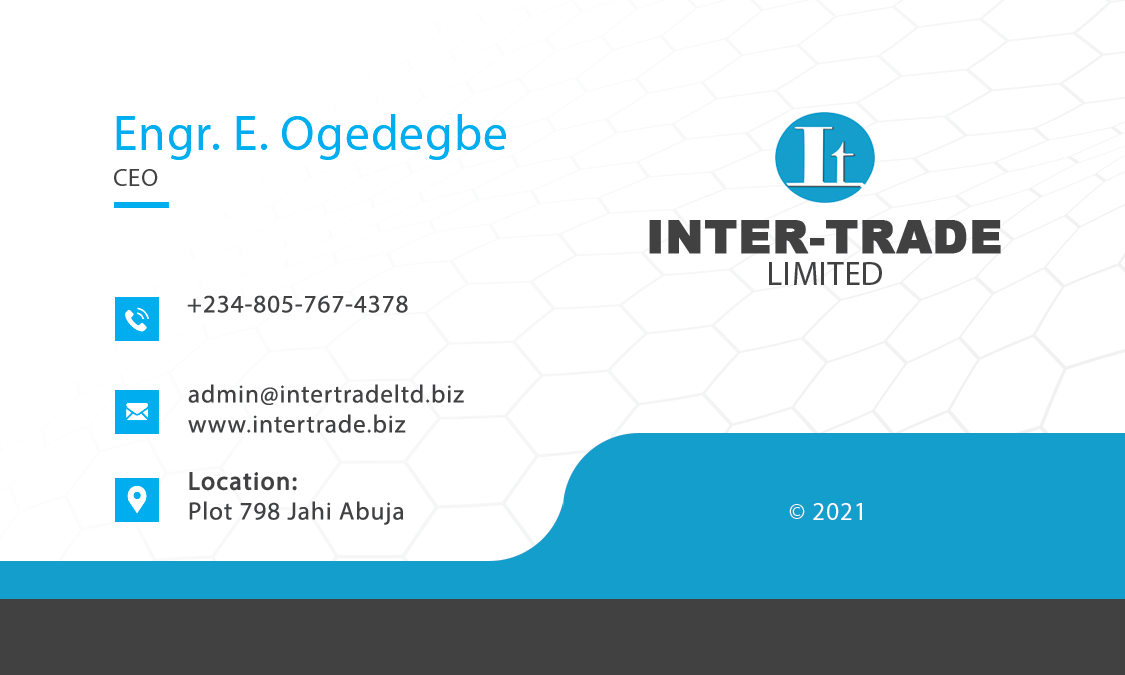 Engr. E. Ogedegbe
CEO
+234-805-767-4378
admin@intertradeltd.biz
www.intertrade.biz
Location:
Plot 798 Jahi Abuja
It
INTER-TRADE
LIMITED
© 2021